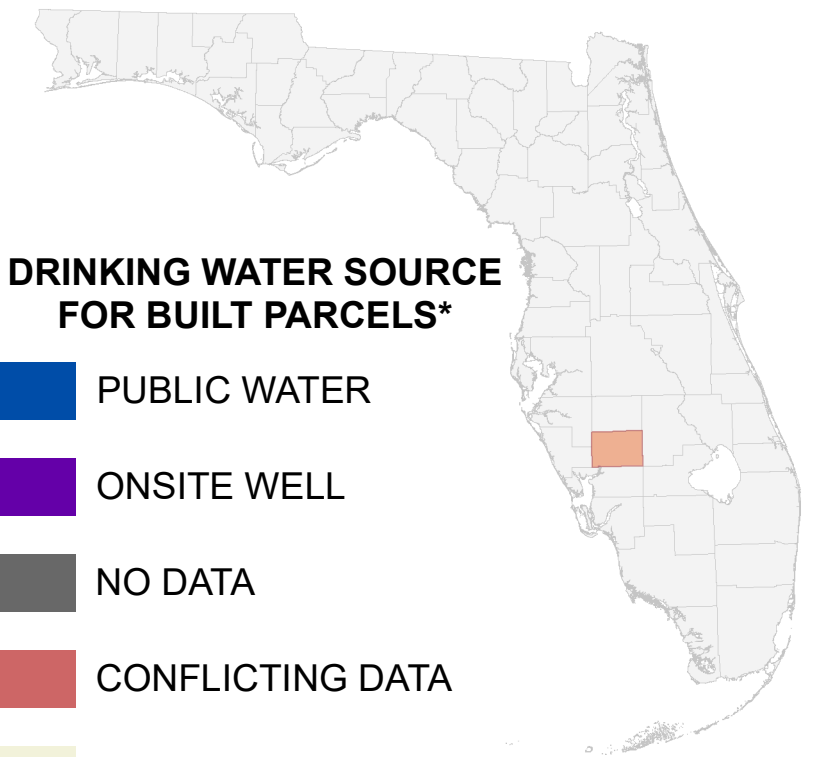 DRINKING WATER SOURCE
FOR BUILT PARCELS*
PUBLIC WATER
ONSITE WELL
NO DATA
CONFLICTING DATA